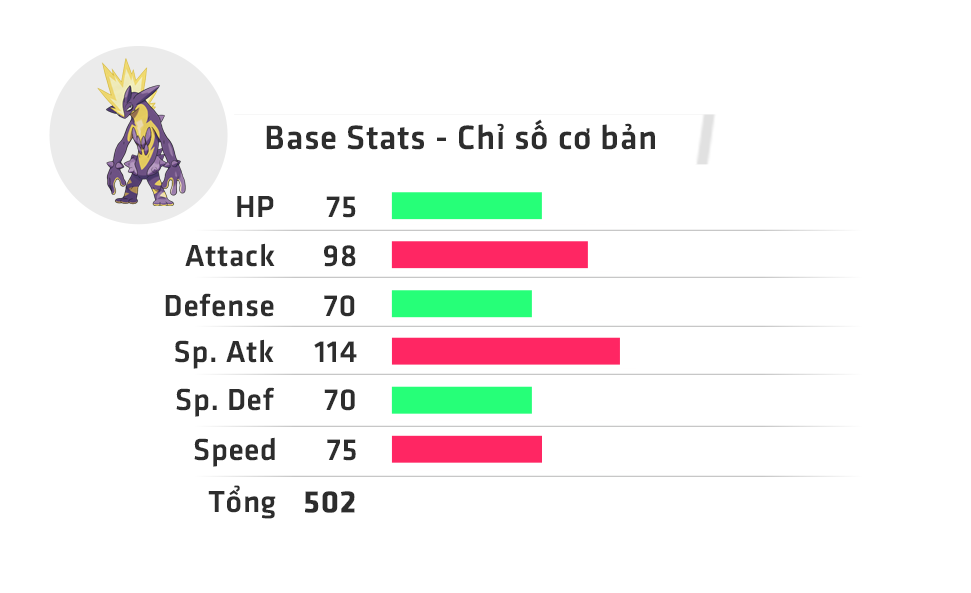 Base Stats - Chỉ số cơ bản
HP 75
Attack 98
Defense 70
Sp. Atk 114
Sp. Def 70
Speed 75
Tổng 502